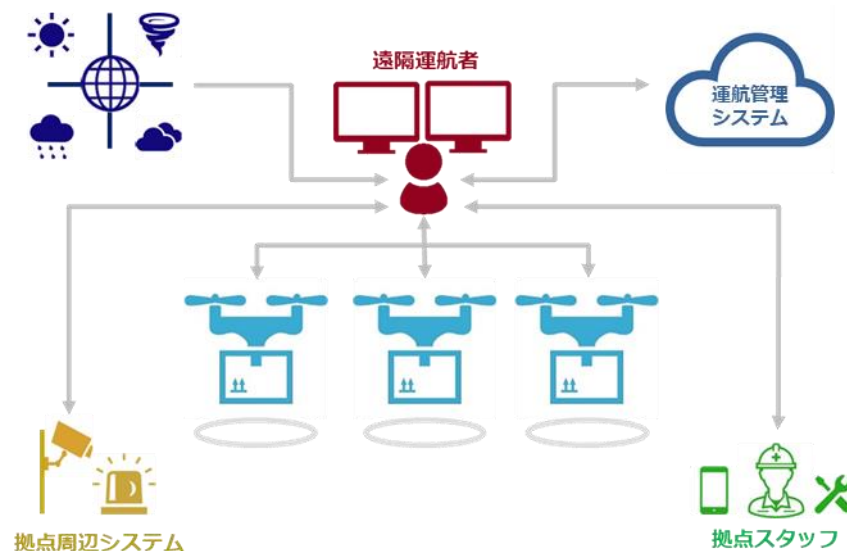 遠隔運航者
運航管理
システム
拠点周辺システム
拠点スタッフ